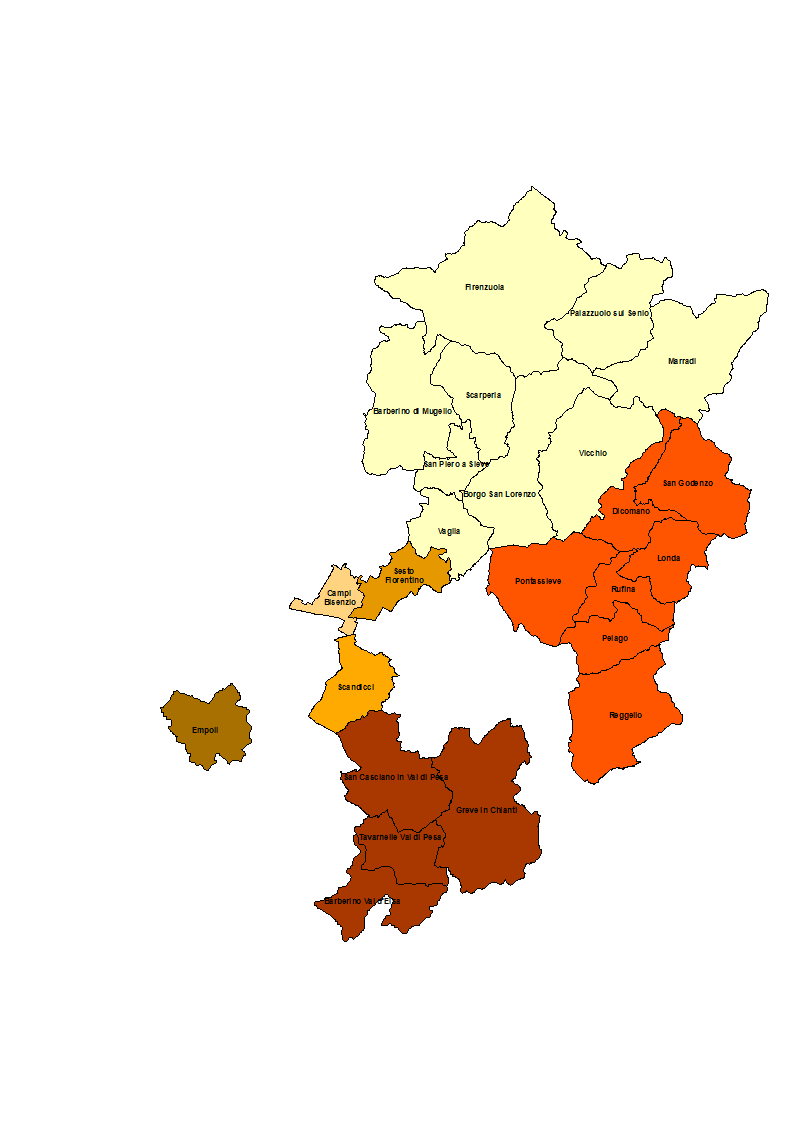 Firenzuola
Palazzuolo sul Senio
Marradi
Scarperia
Barberino di Mugello
Vicchio
San Piero a Sieve
San Godenzo
Borgo San Lorenzo
Dicomano
Vaglia
Londa
Sesto
Fiorentino
Pontassieve
Rufina
Campi
Bisenzio
Pelago
Scandicci
Reggello
Empoli
San Casciano in Val di Pesa
Greve in Chianti
Tavarnelle Val di Pesa
Barberino Val d'Elsa